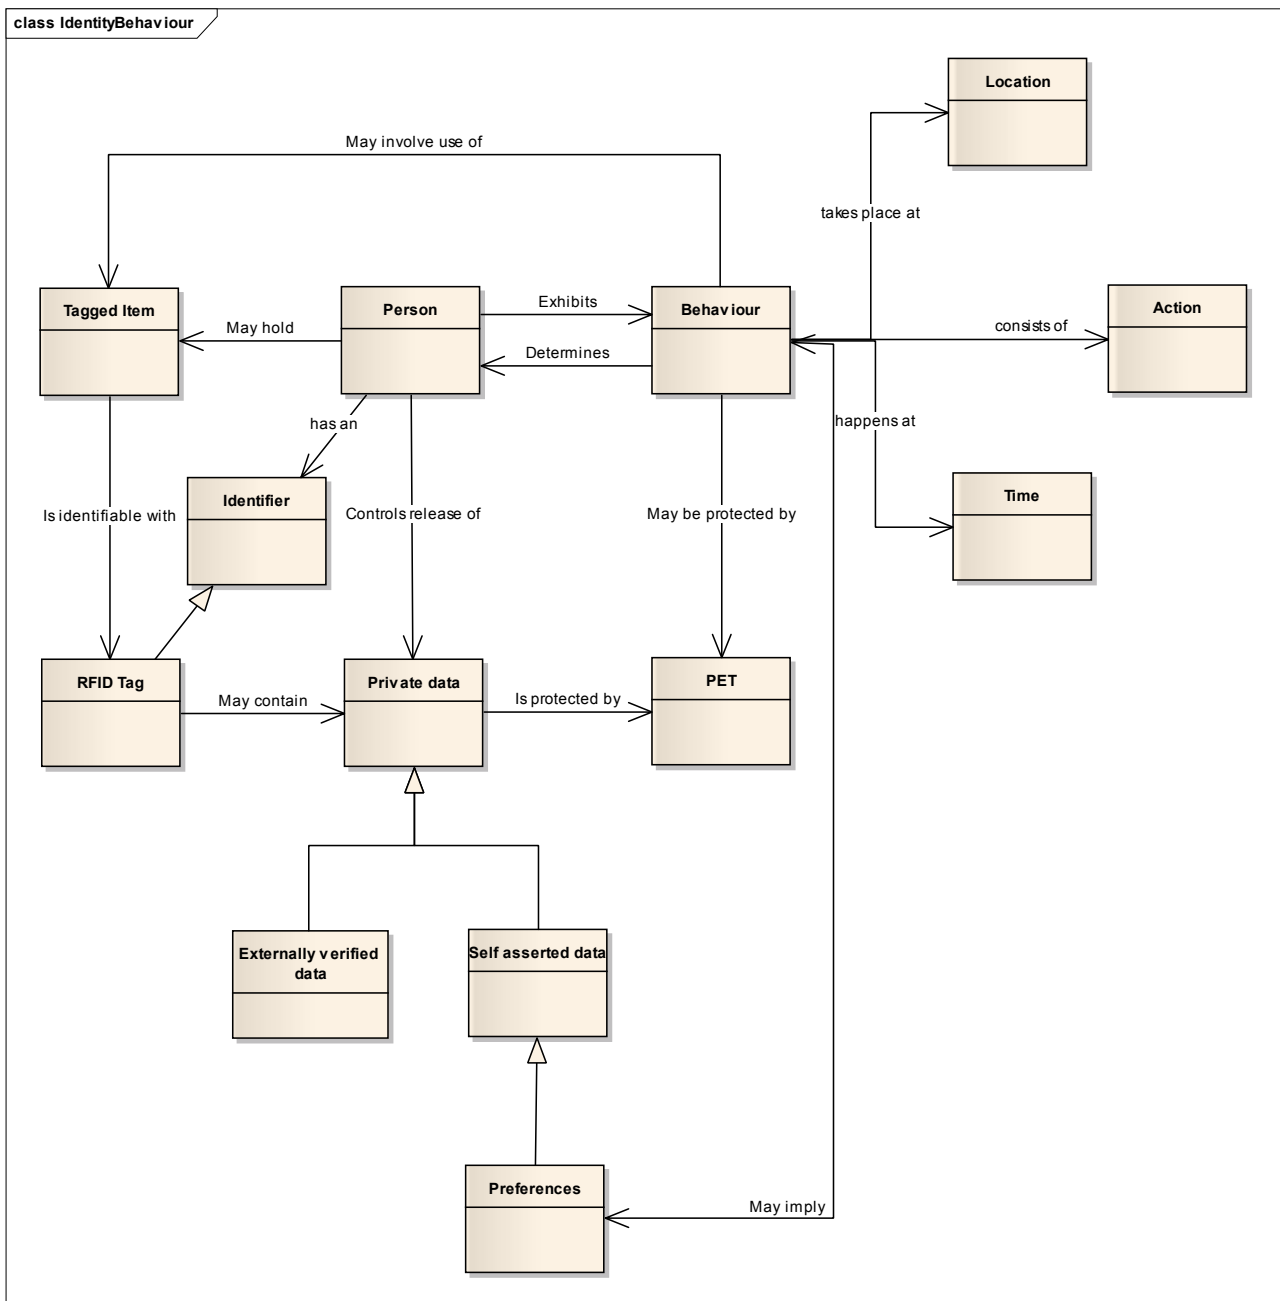 class IdentityBehaviour
Location
May involve use of
takes place at
Tagged Item
Person
Exhibits
Behaviour
Action
May hold
consists of
Determines
has an
happens at
Identifier
Time
Is identifiable with
Controls release of
May be protected by
RFID Tag
Private data
PET
May contain
Is protected by
Externally verified
data
Self asserted data
Preferences
May imply